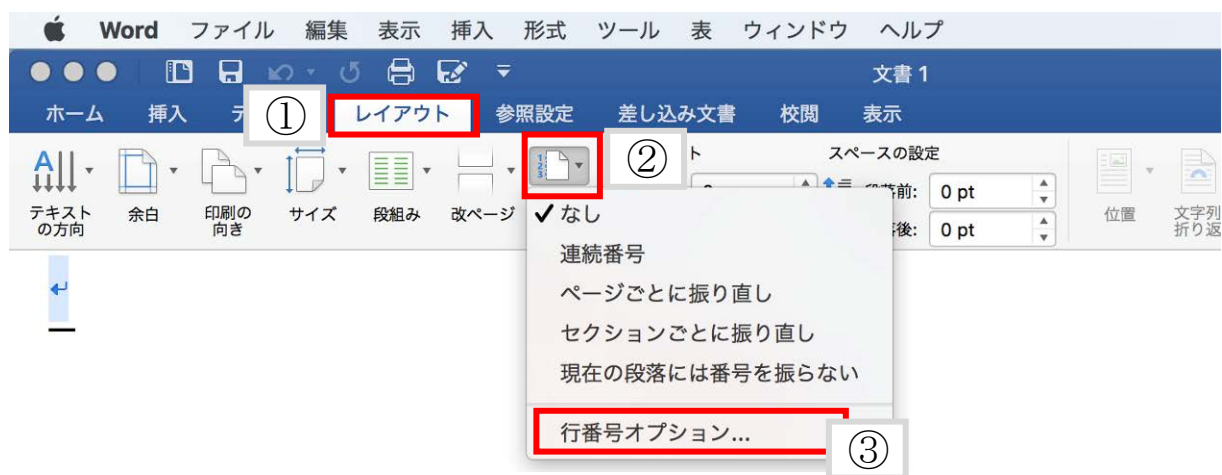 Word ファイル 編集 表示 挿入 形式 ツール 表 ウィンドウ ヘルプ
文書 1
ホーム 挿入 ① レイアウト 参照設定 差し込み文書 校閲 表示
② スペースの設定
0 pt
テキストの方向 余白 印刷の向き サイズ 段組み 改ページ
後: 0 pt
位置 文字列 折り返
✓なし
連続番号
ページごとに振り直し
セクションごとに振り直し
現在の段落には番号を振らない
行番号オプション...
③